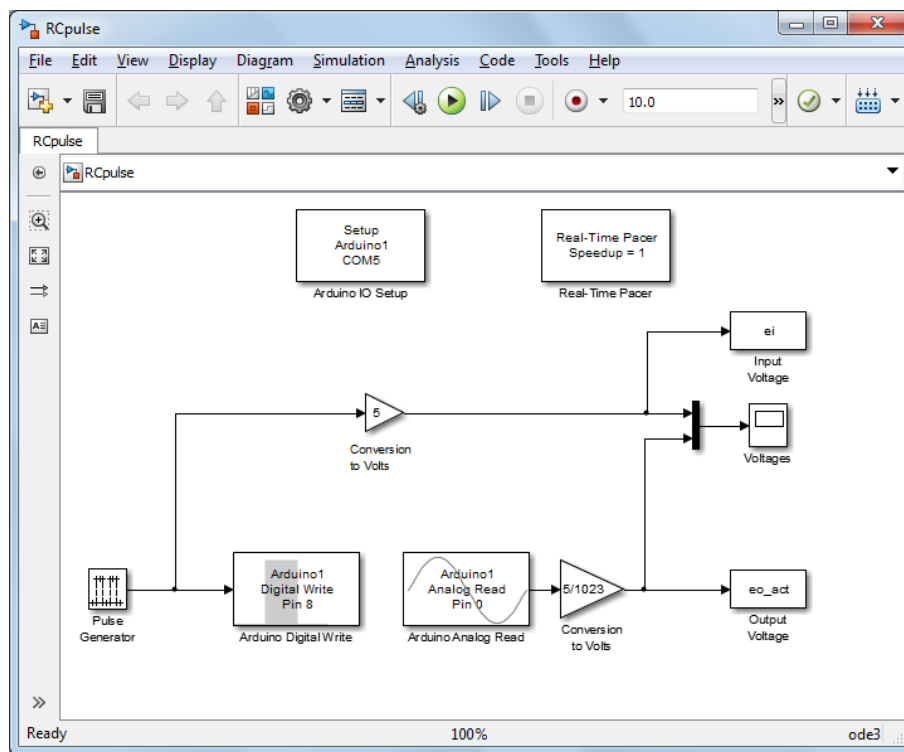 RCpulse
File Edit View Display Diagram Simulation Analysis Code Tools Help
10.0
RCpulse
RCpulse
Setup
Arduino1
COM5
Arduino IO Setup
Real-Time Pacer
Speedup = 1
Real-Time Pacer
ei
Input
Voltage
5
Conversion
to Volts
Voltages
Pulse
Generator
Arduino1
Digital Write
Pin 8
Arduino Digital Write
Arduino1
Analog Read
Pin 0
Arduino Analog Read
5/1023
Conversion
to Volts
eo_act
Output
Voltage
Ready 100% ode3